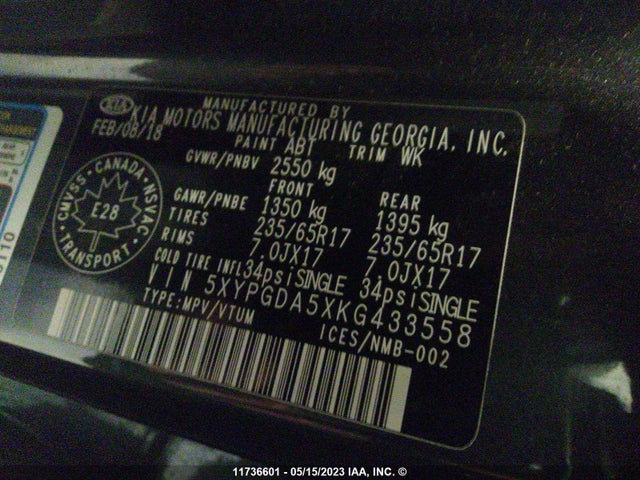 MANUFACTURED BY
KIA KIA MOTORS MANUFACTURING GEORGIA, INC.
FEB/08/18
PAINT ABT TRIM WK
GVWR/PNBV 2550 kg
FRONT REAR
GAWR/PNBE 1350 kg 1395 kg
TIRES 235/65R17 235/65R17
RIMS 7.0JX17 7.0JX17
COLD TIRE INFL 34psiSINGLE 34psiSINGLE
VIN 5XYPGDA5XKG433558
TYPE:MPV/VTUM ICES/NMB-002
CMVSS • CANADA • NSVAC • TRANSPORT •
E28
11736601 - 05/15/2023 IAA, INC. ©